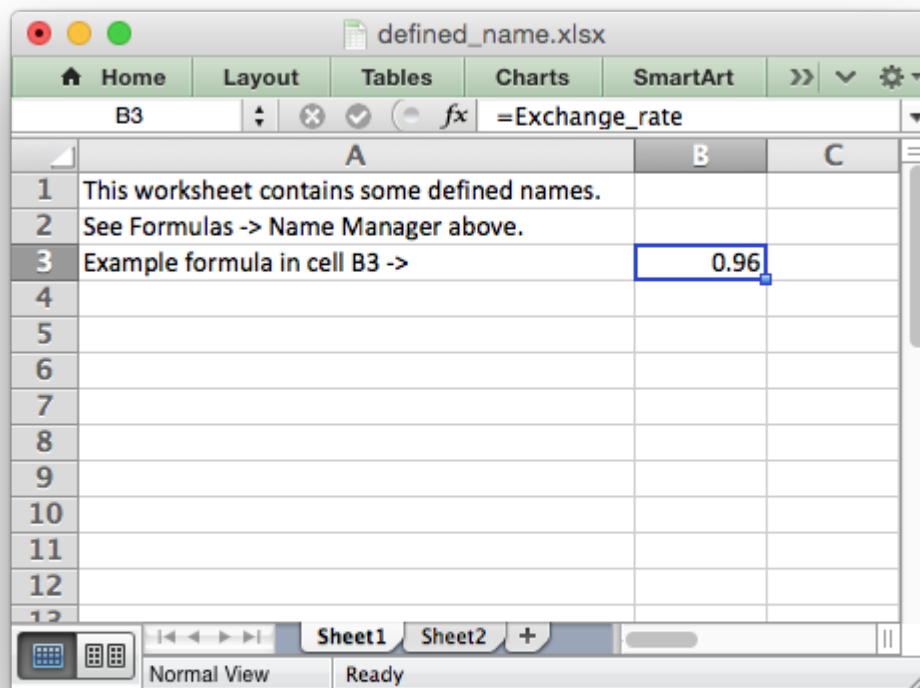 defined_name.xlsx
Home Layout Tables Charts SmartArt
B3 fx =Exchange_rate
A B C
1 This worksheet contains some defined names.
2 See Formulas -> Name Manager above.
3 Example formula in cell B3 -> 0.96
4
5
6
7
8
9
10
11
12
13
Sheet1 Sheet2 +
Normal View Ready